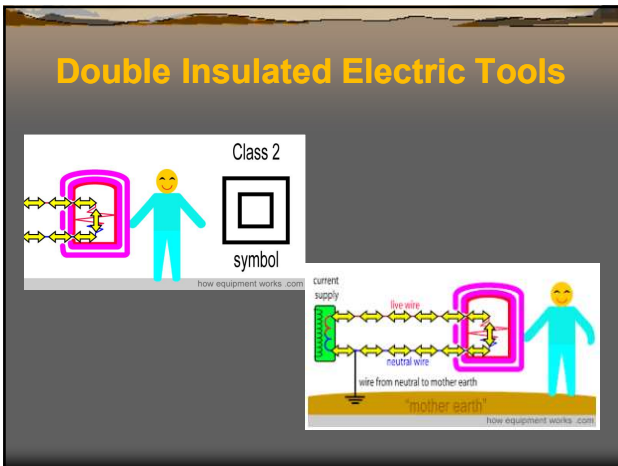 Double Insulated Electric Tools
Class 2
symbol
how equipment works .com
current
supply
live wire
neutral wire
wire from neutral to mother earth
"mother earth"
how equipment works .com